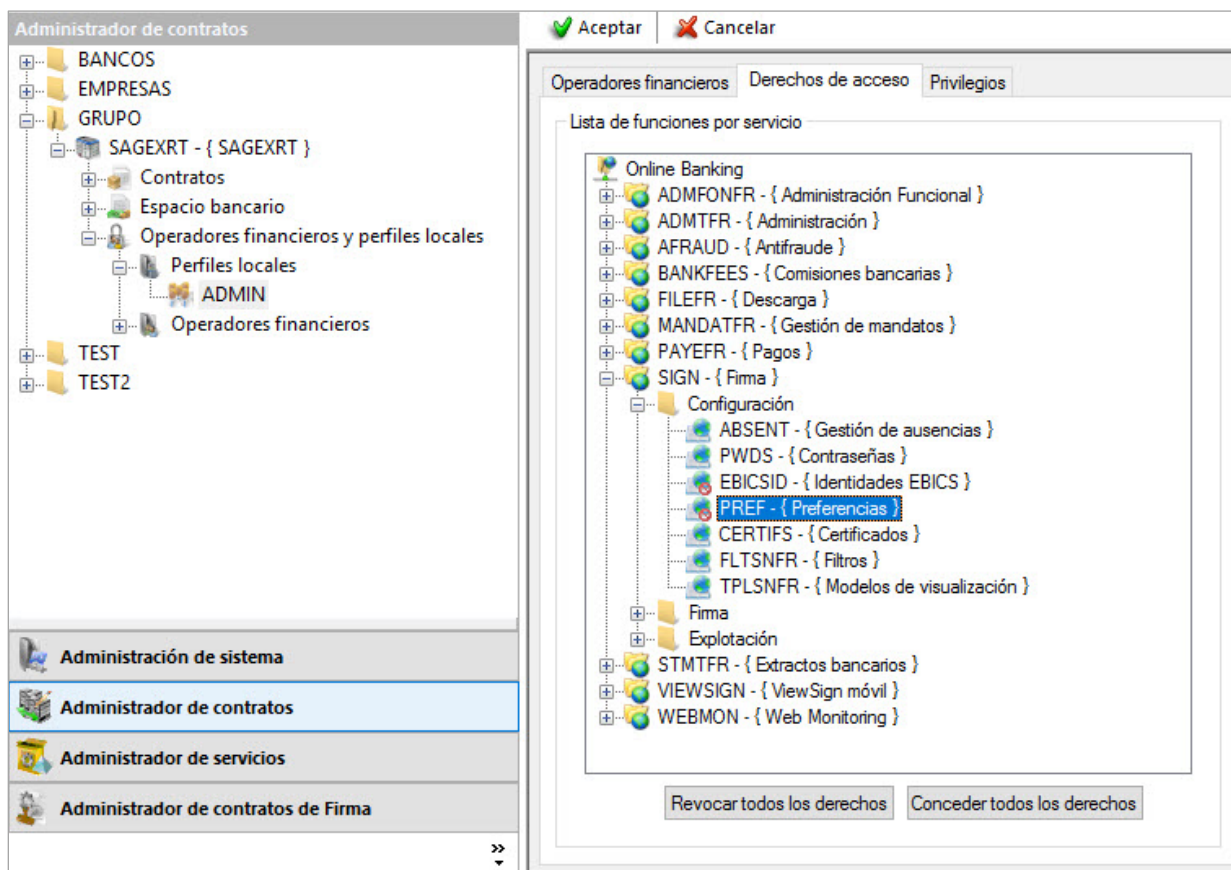 Administrador de contratos
BANCOS
EMPRESAS
GRUPO
SAGEXRT - { SAGEXRT }
Contratos
Espacio bancario
Operadores financieros y perfiles locales
Perfiles locales
ADMIN
Operadores financieros
TEST
TEST2
Administración de sistema
Administrador de contratos
Administrador de servicios
Administrador de contratos de Firma
Aceptar
Cancelar
Operadores financieros
Derechos de acceso
Privilegios
Lista de funciones por servicio
Online Banking
ADMFONFR - { Administración Funcional }
ADMTFR - { Administración }
AFRAUD - { Antifraude }
BANKFEES - { Comisiones bancarias }
FILEFR - { Descarga }
MANDATFR - { Gestión de mandatos }
PAYEFR - { Pagos }
SIGN - { Firma }
Configuración
ABSENT - { Gestión de ausencias }
PWDS - { Contraseñas }
EBICSID - { Identidades EBICS }
PREF - { Preferencias }
CERTIFS - { Certificados }
FLTSNFR - { Filtros }
TPLSNFR - { Modelos de visualización }
Firma
Explotación
STMTFR - { Extractos bancarios }
VIEWSIGN - { ViewSign móvil }
WEBMON - { Web Monitoring }
Revocar todos los derechos
Conceder todos los derechos